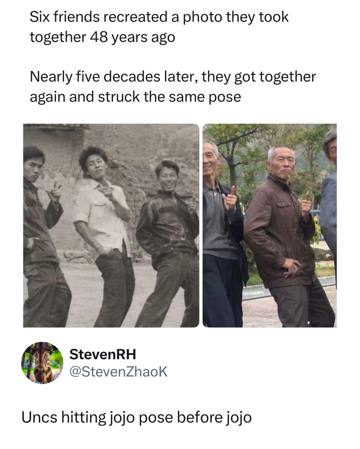 Six friends recreated a photo they took
together 48 years ago
Nearly five decades later, they got together
again and struck the same pose
StevenRH
@StevenZhaoK
Uncs hitting jojo pose before jojo